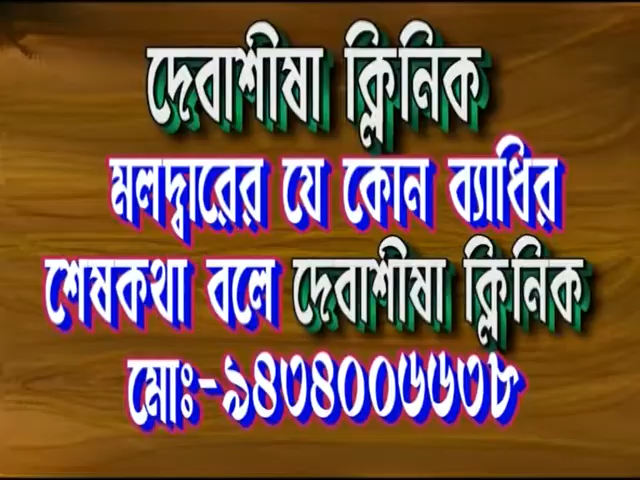 দেবাশীষা ক্লিনিক
মলদ্বারের যে কোন ব্যাধির
শেষকথা বলে দেবাশীষা ক্লিনিক
মোঃ-৯৪৩৪০০৬৬৩৮